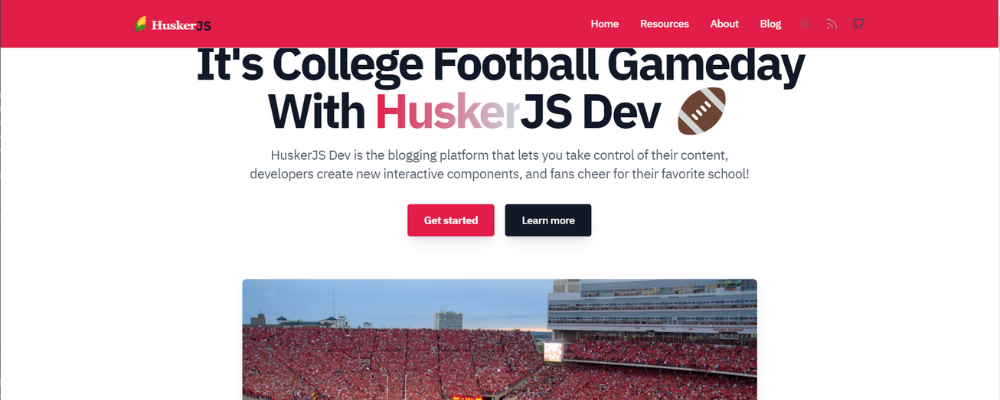 HuskerJS
Home Resources About Blog
It's College Football Gameday
With HuskerJS Dev
HuskerJS Dev is the blogging platform that lets you take control of their content,
developers create new interactive components, and fans cheer for their favorite school!
Get started Learn more